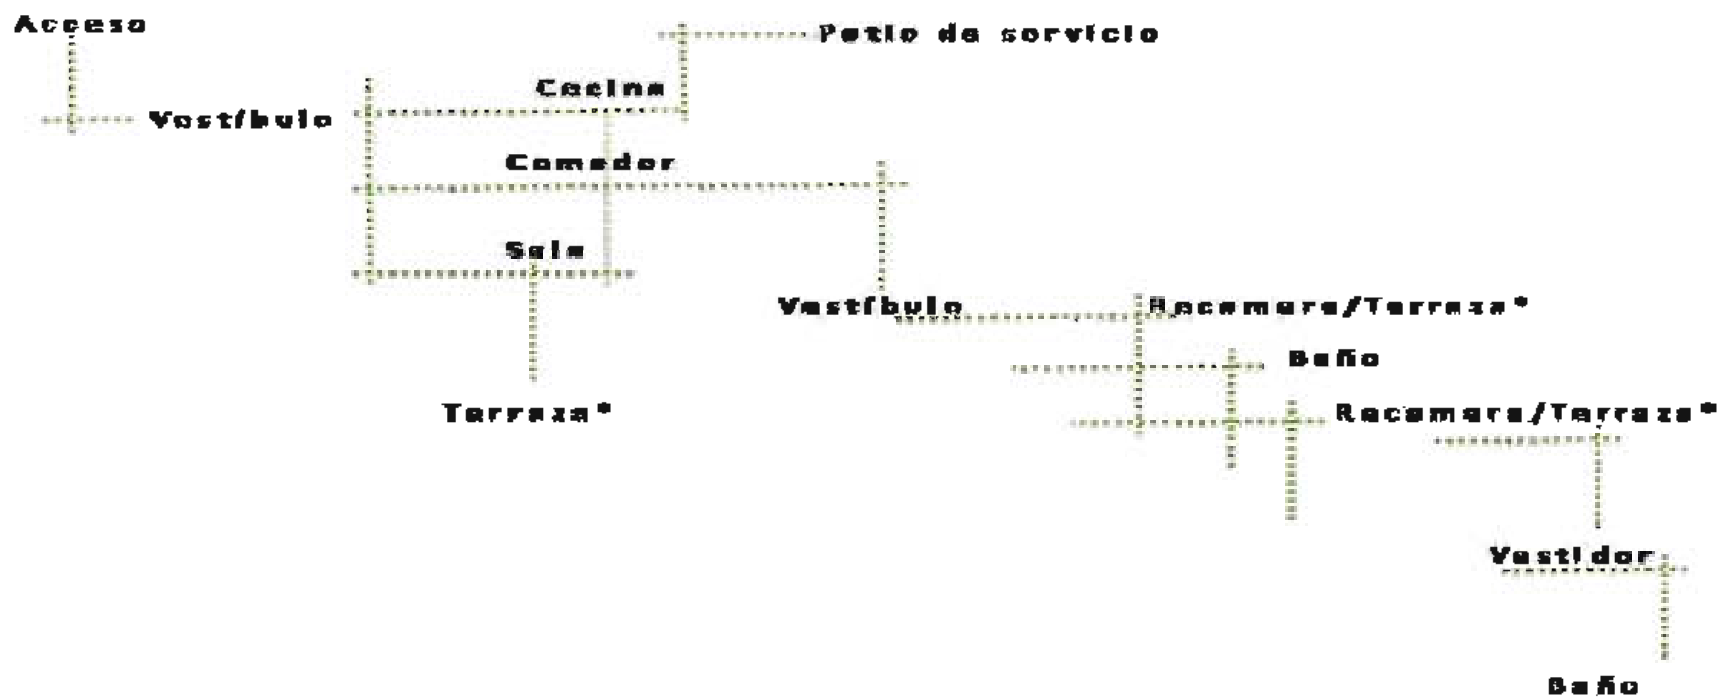 Acceso
Patio de servicio
Cocina
Vestíbulo
Comedor
Sala
Vestíbulo
Recamara/Terraza*
Baño
Terraza*
Recamara/Terraza*
Vestidor
Baño